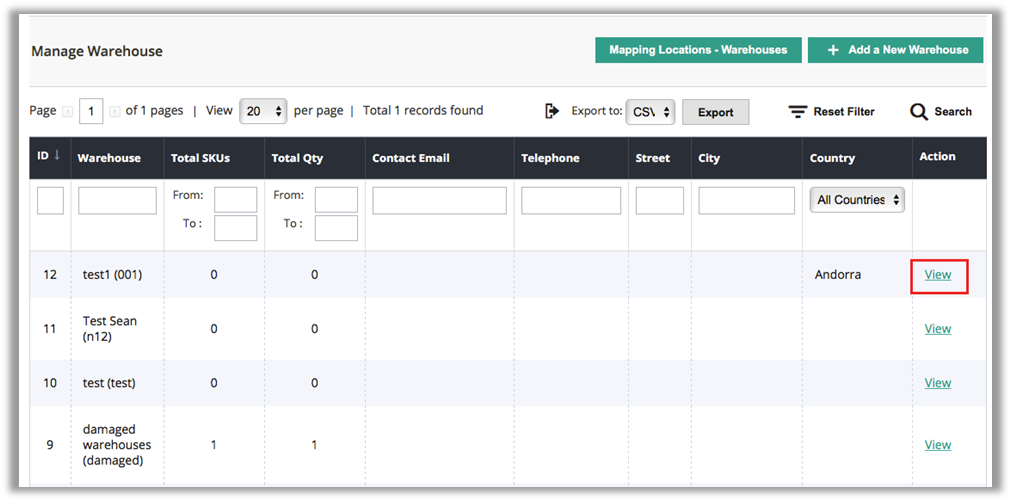 Manage Warehouse
Mapping Locations - Warehouses
+ Add a New Warehouse
Page 1 of 1 pages | View 20 per page | Total 1 records found
Export to: CSV Export
Reset Filter
Search
ID ↓ Warehouse Total SKUs Total Qty Contact Email Telephone Street City Country Action
From: From: All Countries
To : To :
12 test1 (001) 0 0 Andorra View
11 Test Sean 0 0 View
(n12)
10 test (test) 0 0 View
damaged
9 warehouses 1 1 View
(damaged)